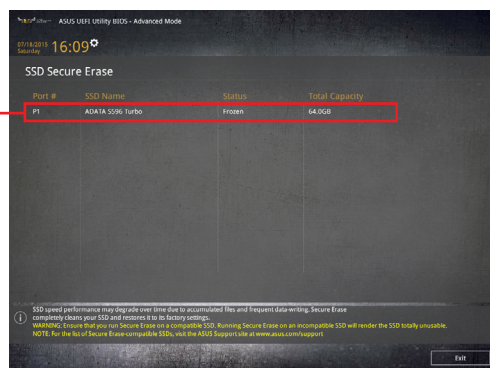 ASUS UEFI Utility BIOS - Advanced Mode
07/18/2015
Saturday
16:09
SSD Secure Erase
Port # SSD Name Status Total Capacity
P1 ADATA S596 Turbo Frozen 64.0GB
SSD speed performance may degrade over time due to accumulated files and frequent data-writing. Secure Erase
completely cleans your SSD and restores it to its factory settings.
WARNING: Ensure that you run Secure Erase on a compatible SSD. Running Secure Erase on an incompatible SSD will render the SSD totally unusable.
NOTE: For the list of Secure Erase-compatible SSDs, visit the ASUS Support site at www.asus.com/support
Exit